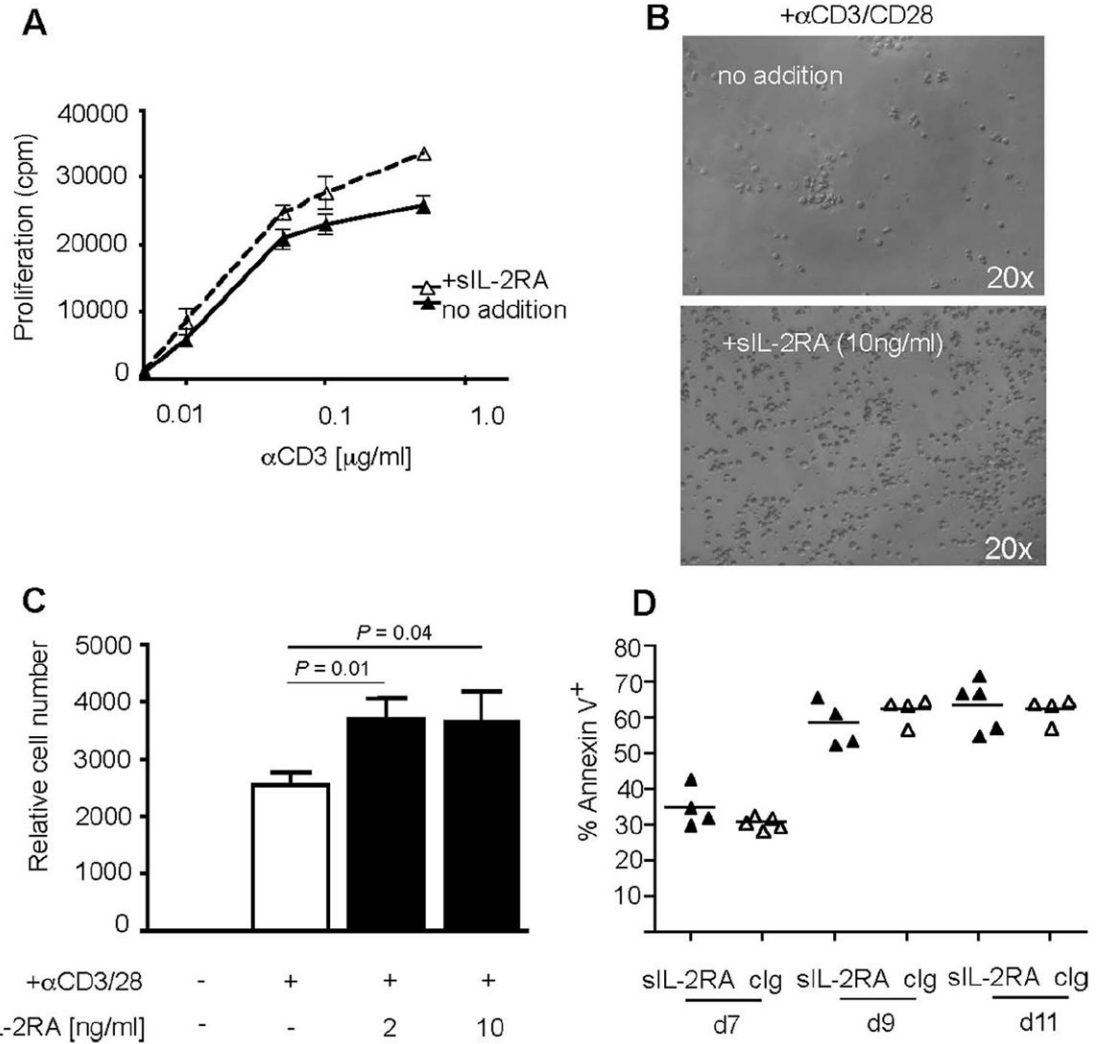 A
40000
30000
20000
10000
0
Proliferation (cpm)
+sIL-2RA
no addition
0.01 0.1 1.0
αCD3 [μg/ml]
B
+αCD3/CD28
no addition
20x
+sIL-2RA (10ng/ml)
20x
C
5000
4000
3000
2000
1000
0
Relative cell number
P = 0.04
P = 0.01
+αCD3/28 - + + +
L-2RA [ng/ml] - - 2 10
D
80
70
60
50
40
30
20
10
% Annexin V+
sIL-2RA cIg sIL-2RA cIg sIL-2RA cIg
d7 d9 d11